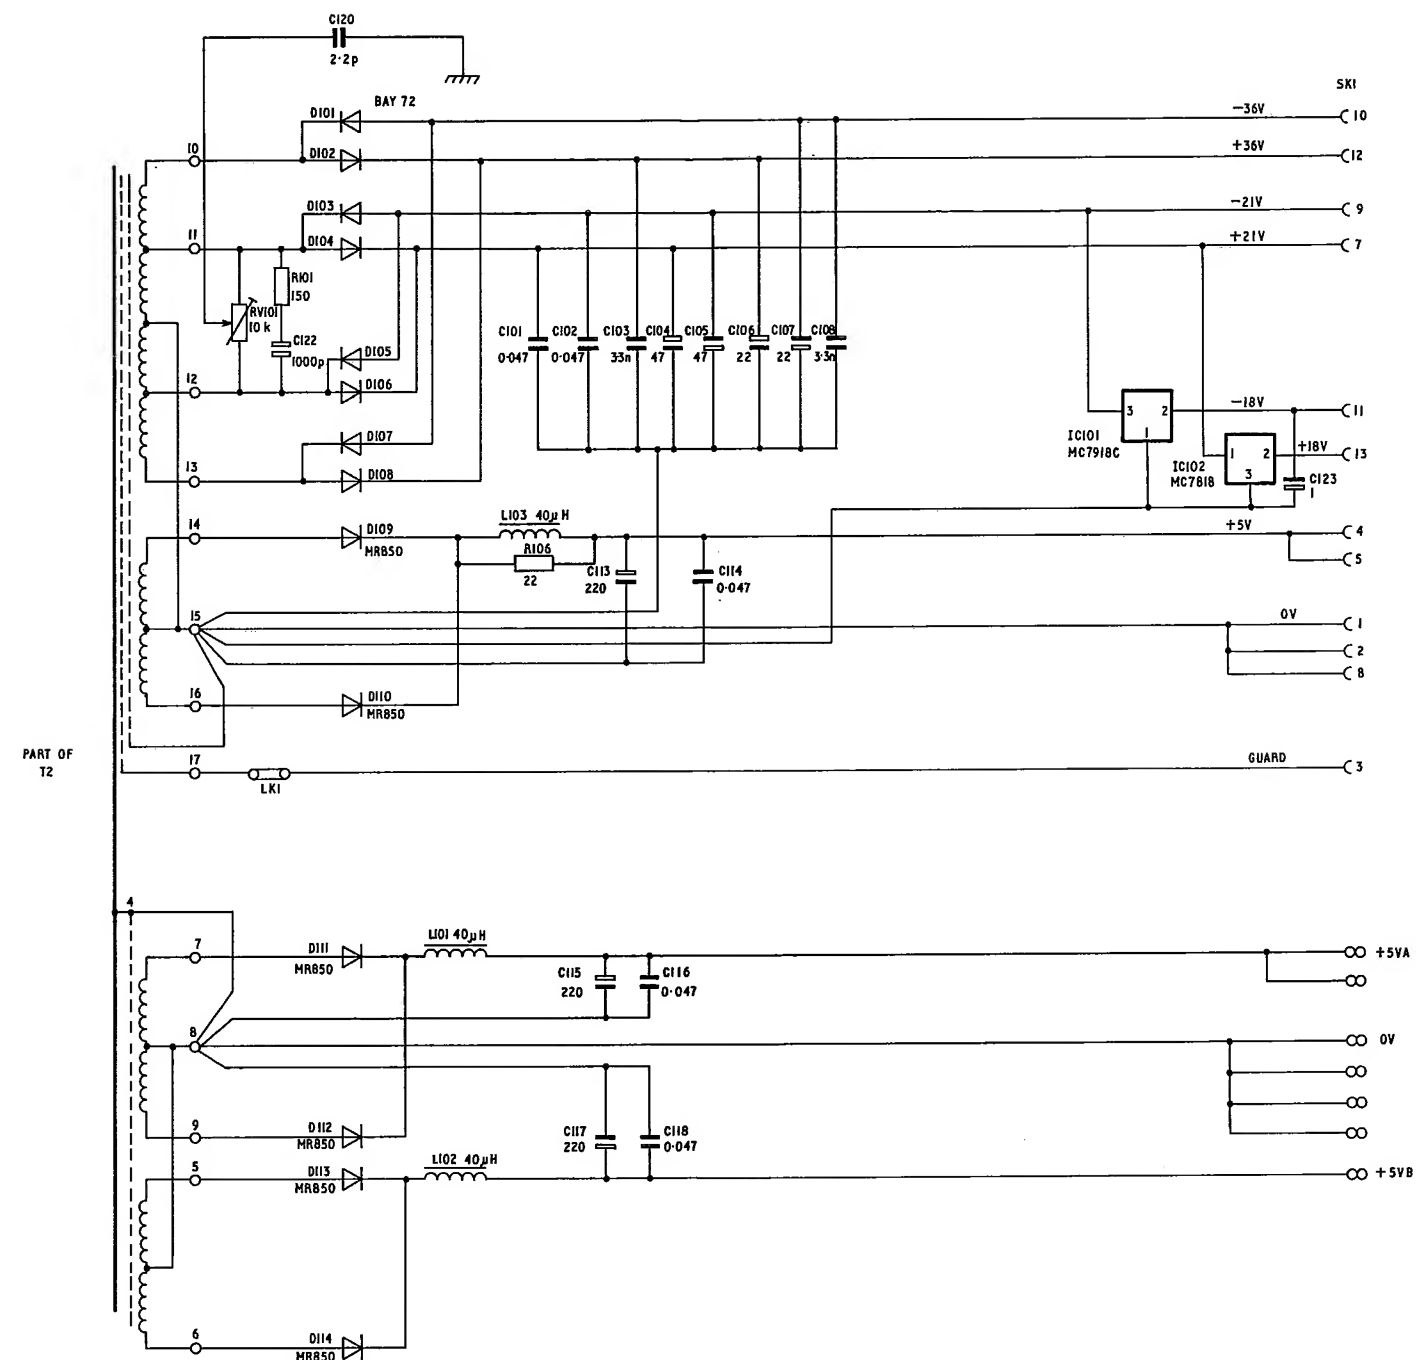 C120
2·2p
SK1
D101
BAY 72
-36V
10
10
D102
+36V
12
D103
-21V
9
11
D104
+21V
7
R101
150
RV101
10 k
C122
1000p
D105
12
D106
C101
0·047
C102
0·047
C103
33n
C104
47
C105
47
C106
22
C107
22
C108
3·3n
D107
13
D108
3
2
1
IC101
MC7918C
-18V
11
1
2
3
IC102
MC7818
+18V
13
C123
1
14
D109
MR850
L103 40µH
R106
22
C113
220
C114
0·047
+5V
4
5
15
0V
1
2
8
16
D110
MR850
PART OF
T2
17
LK1
GUARD
3
4
7
D111
MR850
L101 40µH
C115
220
C116
0·047
+5VA
8
0V
9
D112
MR850
C117
220
C118
0·047
5
D113
MR850
L102 40µH
+5VB
6
D114
MR850